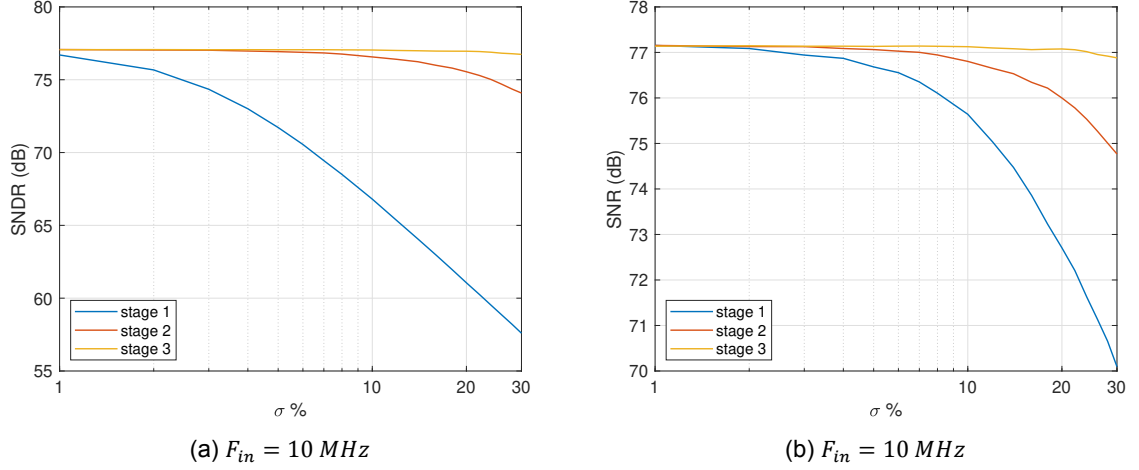 80
75
70
65
60
55
SNDR (dB)
stage 1
stage 2
stage 3
1
10
20
30
σ %
(a) F_in = 10 MHz
78
77
76
75
74
73
72
71
70
SNR (dB)
stage 1
stage 2
stage 3
1
10
20
30
σ %
(b) F_in = 10 MHz